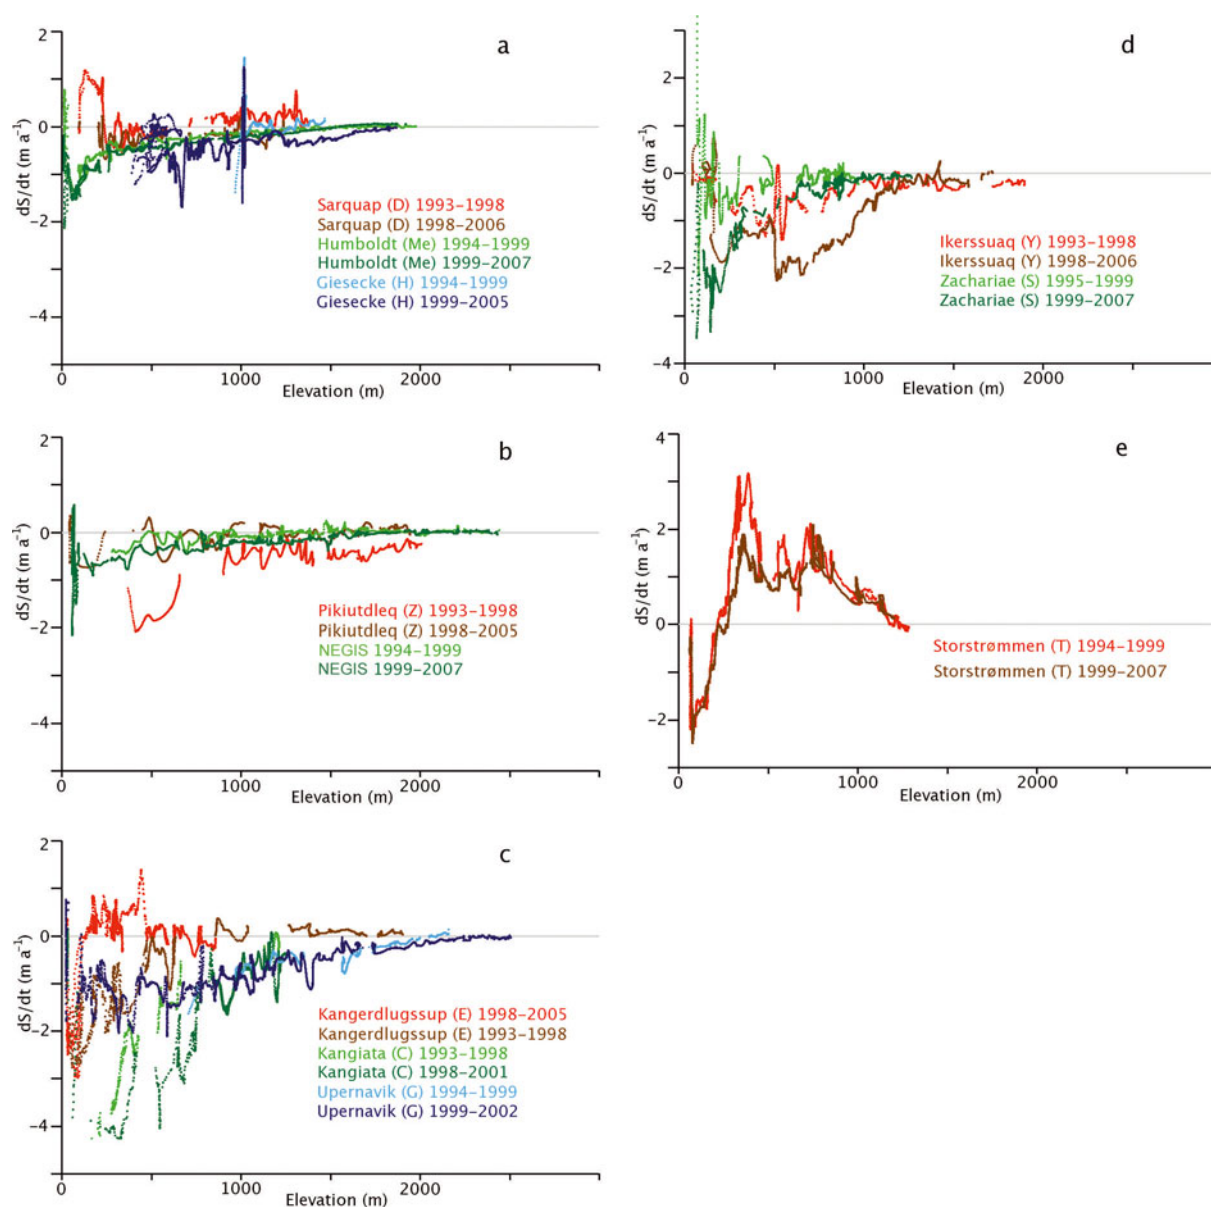 a
2
0
−2
−4
dS/dt (m a⁻¹)
Sarquap (D) 1993−1998
Sarquap (D) 1998−2006
Humboldt (Me) 1994−1999
Humboldt (Me) 1999−2007
Giesecke (H) 1994−1999
Giesecke (H) 1999−2005
0
1000
2000
Elevation (m)
d
2
0
−2
−4
dS/dt (m a⁻¹)
Ikerssuaq (Y) 1993−1998
Ikerssuaq (Y) 1998−2006
Zachariae (S) 1995−1999
Zachariae (S) 1999−2007
0
1000
2000
Elevation (m)
b
2
0
−2
−4
dS/dt (m a⁻¹)
Pikiutdleq (Z) 1993−1998
Pikiutdleq (Z) 1998−2005
NEGIS 1994−1999
NEGIS 1999−2007
0
1000
2000
Elevation (m)
e
4
2
0
−2
dS/dt (m a⁻¹)
Storstrømmen (T) 1994−1999
Storstrømmen (T) 1999−2007
0
1000
2000
Elevation (m)
c
2
0
−2
−4
dS/dt (m a⁻¹)
Kangerdlugssup (E) 1998−2005
Kangerdlugssup (E) 1993−1998
Kangiata (C) 1993−1998
Kangiata (C) 1998−2001
Upernavik (G) 1994−1999
Upernavik (G) 1999−2002
0
1000
2000
Elevation (m)